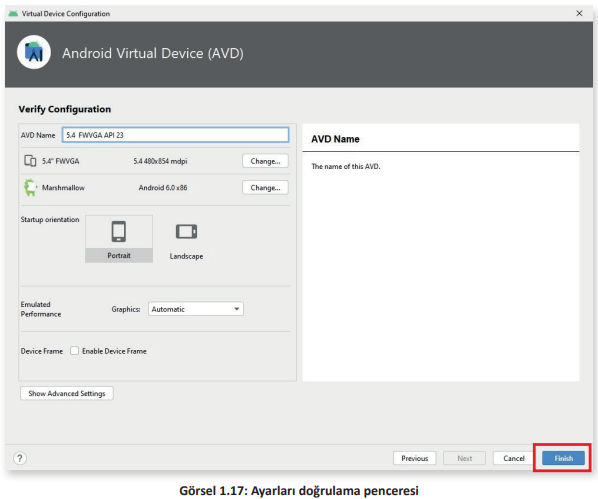 Virtual Device Configuration
Android Virtual Device (AVD)
Verify Configuration
AVD Name 5.4 FWVGA API 23
5.4" FWVGA 5.4 480x854 mdpi Change...
Marshmallow Android 6.0 x86 Change...
Startup orientation
Portrait Landscape
Emulated
Performance
Graphics: Automatic
Device Frame Enable Device Frame
Show Advanced Settings
AVD Name
The name of this AVD.
? Previous Next Cancel Finish
Görsel 1.17: Ayarları doğrulama penceresi